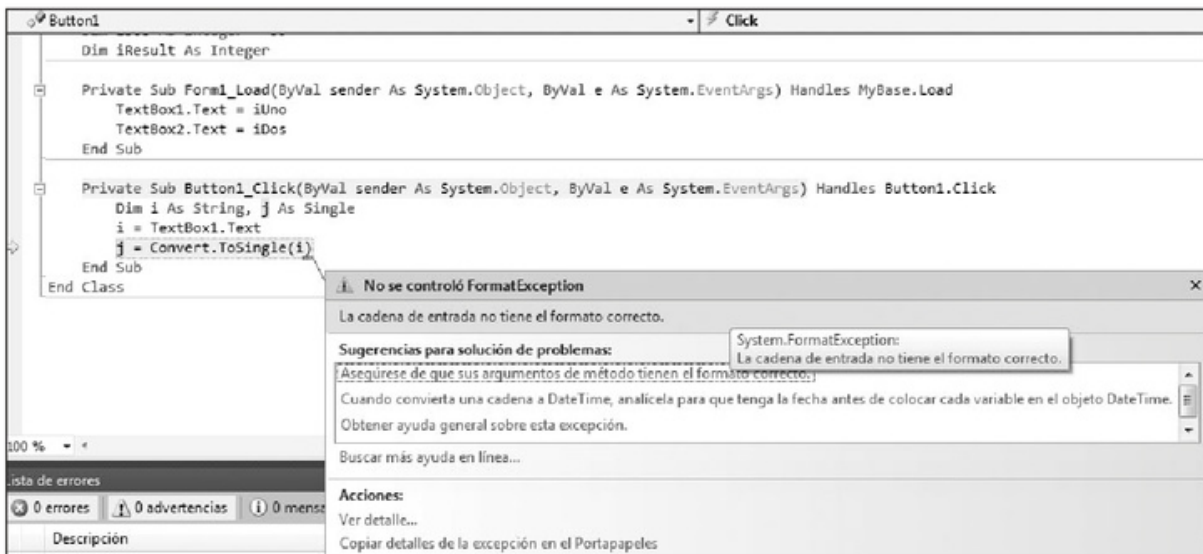 Button1
Click
Dim iResult As Integer
Private Sub Form1_Load(ByVal sender As System.Object, ByVal e As System.EventArgs) Handles MyBase.Load
TextBox1.Text = iUno
TextBox2.Text = iDos
End Sub
Private Sub Button1_Click(ByVal sender As System.Object, ByVal e As System.EventArgs) Handles Button1.Click
Dim i As String, j As Single
i = TextBox1.Text
j = Convert.ToSingle(i)
End Sub
End Class
No se controló FormatException
La cadena de entrada no tiene el formato correcto.
System.FormatException:
La cadena de entrada no tiene el formato correcto.
Sugerencias para solución de problemas:
Asegúrese de que sus argumentos de método tienen el formato correcto.
Cuando convierta una cadena a DateTime, analícela para que tenga la fecha antes de colocar cada variable en el objeto DateTime.
Obtener ayuda general sobre esta excepción.
Buscar más ayuda en línea...
Acciones:
Ver detalle...
Copiar detalles de la excepción en el Portapapeles
100 %
Lista de errores
0 errores
0 advertencias
0 mensa
Descripción